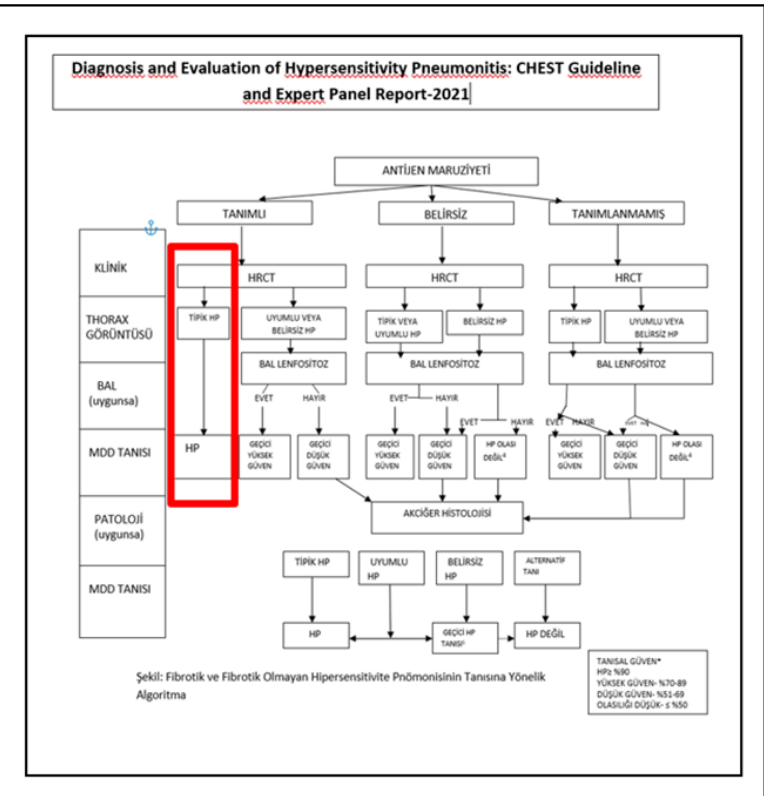 Diagnosis and Evaluation of Hypersensitivity Pneumonitis: CHEST Guideline
and Expert Panel Report-2021
ANTİJEN MARUZİYETİ
TANIMLI
BELİRSİZ
TANIMLANMAMIŞ
KLİNİK
HRCT
HRCT
HRCT
THORAX
GÖRÜNTÜSÜ
TİPİK HP
UYUMLU VEYA
BELİRSİZ HP
TİPİK VEYA
UYUMLU HP
BELİRSİZ HP
TİPİK HP
UYUMLU VEYA
BELİRSİZ HP
BAL
(uygunsa)
BAL LENFOSİTOZ
BAL LENFOSİTOZ
BAL LENFOSİTOZ
EVET
HAYIR
EVET
HAYIR
EVET
HAYIR
EVET
HAYIR
EVET
MDD TANISI
HP
GEÇİCİ
YÜKSEK
GÜVEN
GEÇİCİ
DÜŞÜK
GÜVEN
GEÇİCİ
YÜKSEK
GÜVEN
GEÇİCİ
DÜŞÜK
GÜVEN
HP OLASI
DEĞİL
GEÇİCİ
YÜKSEK
GÜVEN
GEÇİCİ
DÜŞÜK
GÜVEN
HP OLASI
DEĞİL
PATOLOJİ
(uygunsa)
AKCİĞER HİSTOLOJİSİ
TİPİK HP
UYUMLU
HP
BELİRSİZ
HP
ALTERNATİF
TANI
MDD TANISI
HP
GEÇİCİ HP
TANISI
HP DEĞİL
Şekil: Fibrotik ve Fibrotik Olmayan Hipersensitivite Pnömonisinin Tanısına Yönelik
Algoritma
TANISAL GÜVEN*
HP≥ %90
YÜKSEK GÜVEN- %70-89
DÜŞÜK GÜVEN- %51-69
OLASILIĞI DÜŞÜK- ≤ %50